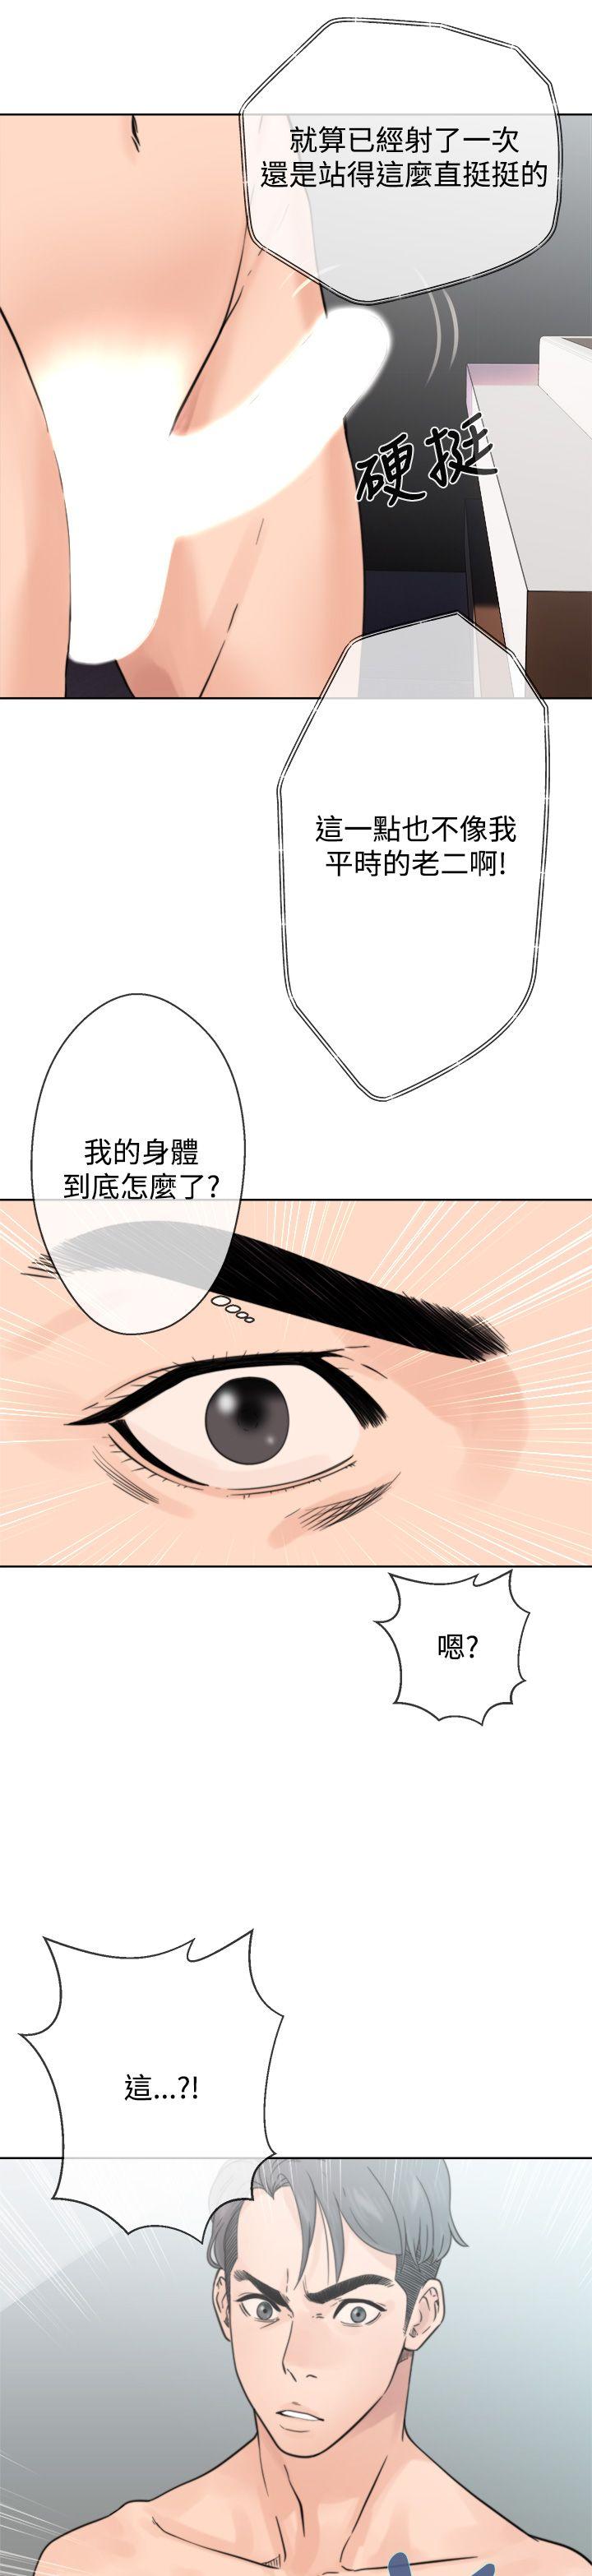 就算已經射了一次
還是站得這麼直挺挺的
硬挺
這一點也不像我
平時的老二啊!
我的身體
到底怎麼了?
嗯?
這...?!